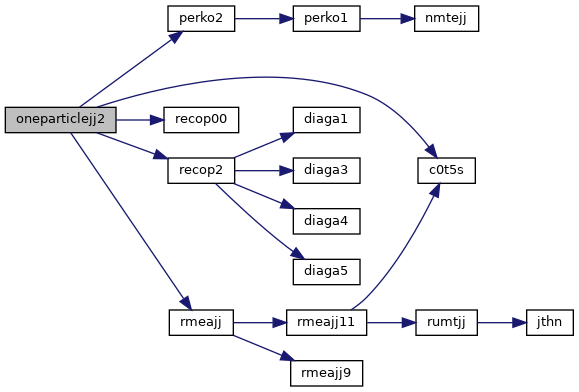 perko2
perko1
nmtejj
oneparticlejj2
recop00
diaga1
recop2
diaga3
c0t5s
diaga4
diaga5
rmeajj
rmeajj11
rumtjj
jthn
rmeajj9